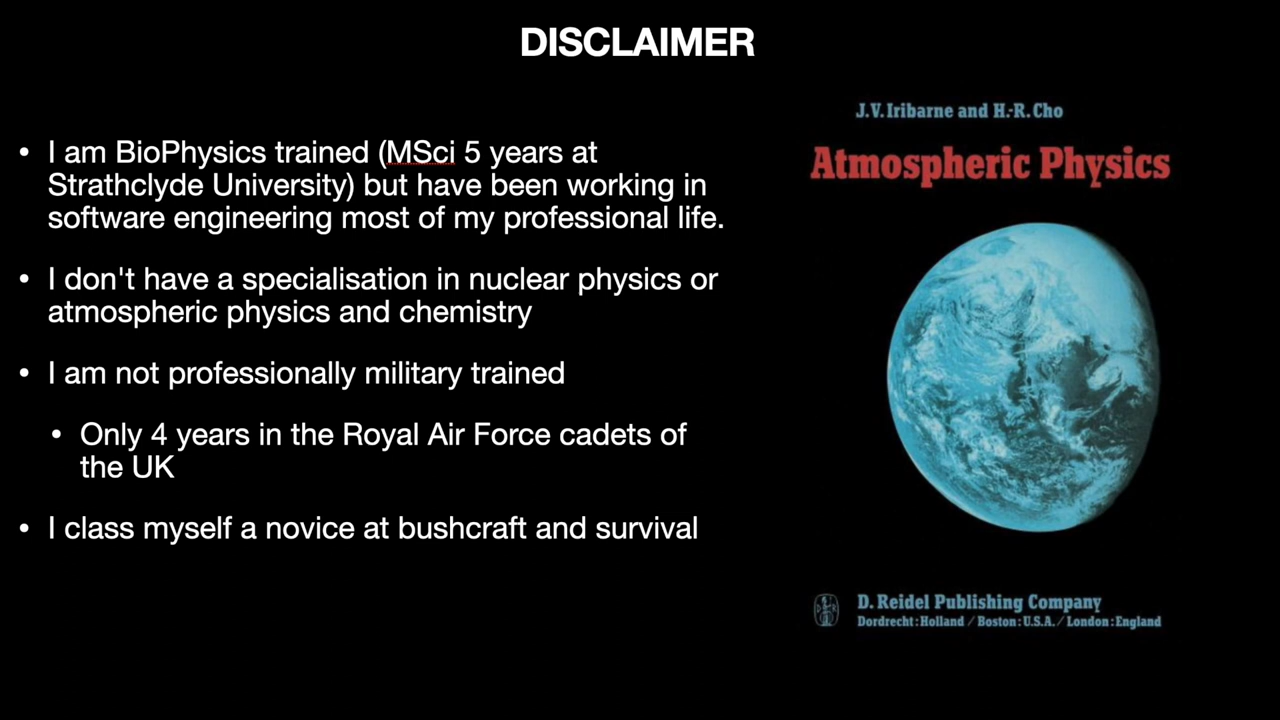 DISCLAIMER
• I am BioPhysics trained (MSci 5 years at
Strathclyde University) but have been working in
software engineering most of my professional life.
• I don't have a specialisation in nuclear physics or
atmospheric physics and chemistry
• I am not professionally military trained
• Only 4 years in the Royal Air Force cadets of
the UK
• I class myself a novice at bushcraft and survival
J.V. Iribarne and H.-R. Cho
Atmospheric Physics
D. Reidel Publishing Company
Dordrecht : Holland / Boston : U.S.A. / London : England